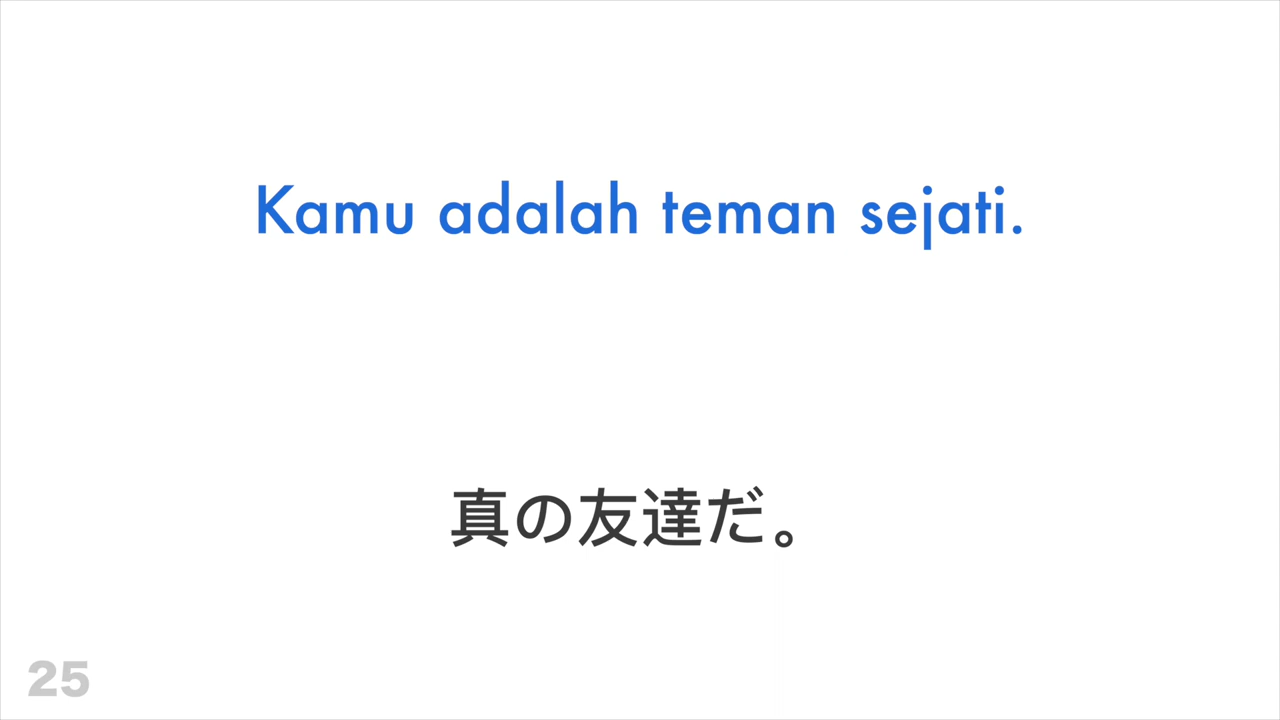 Kamu adalah teman sejati.
真の友達だ。
25